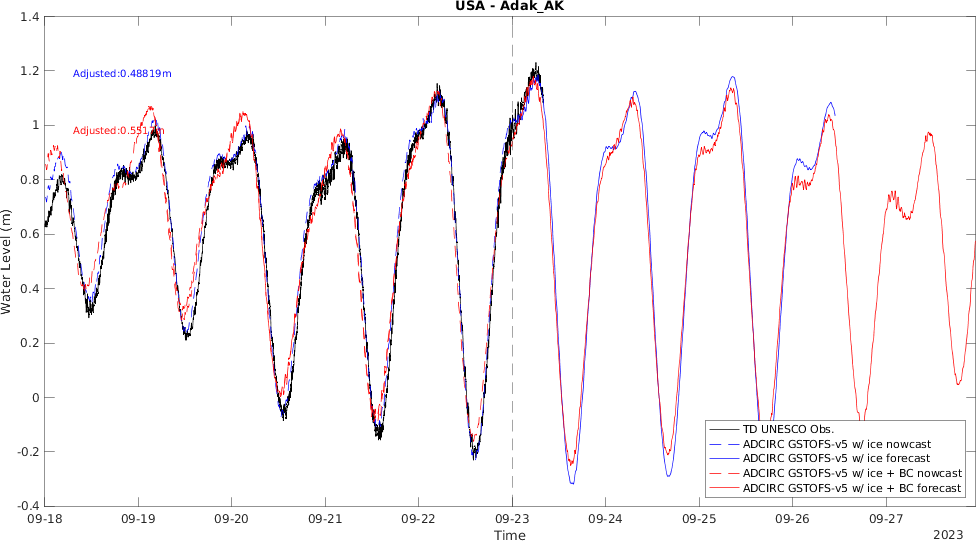 USA - Adak_AK
1.4
1.2
1
0.8
0.6
0.4
0.2
0
-0.2
-0.4
Water Level (m)
Adjusted:0.48819m
TD UNESCO Obs.
ADCIRC GSTOFS-v5 w/ ice nowcast
ADCIRC GSTOFS-v5 w/ ice forecast
ADCIRC GSTOFS-v5 w/ ice + BC nowcast
ADCIRC GSTOFS-v5 w/ ice + BC forecast
09-18 09-19 09-20 09-21 09-22 09-23 09-24 09-25 09-26 09-27
Time
2023